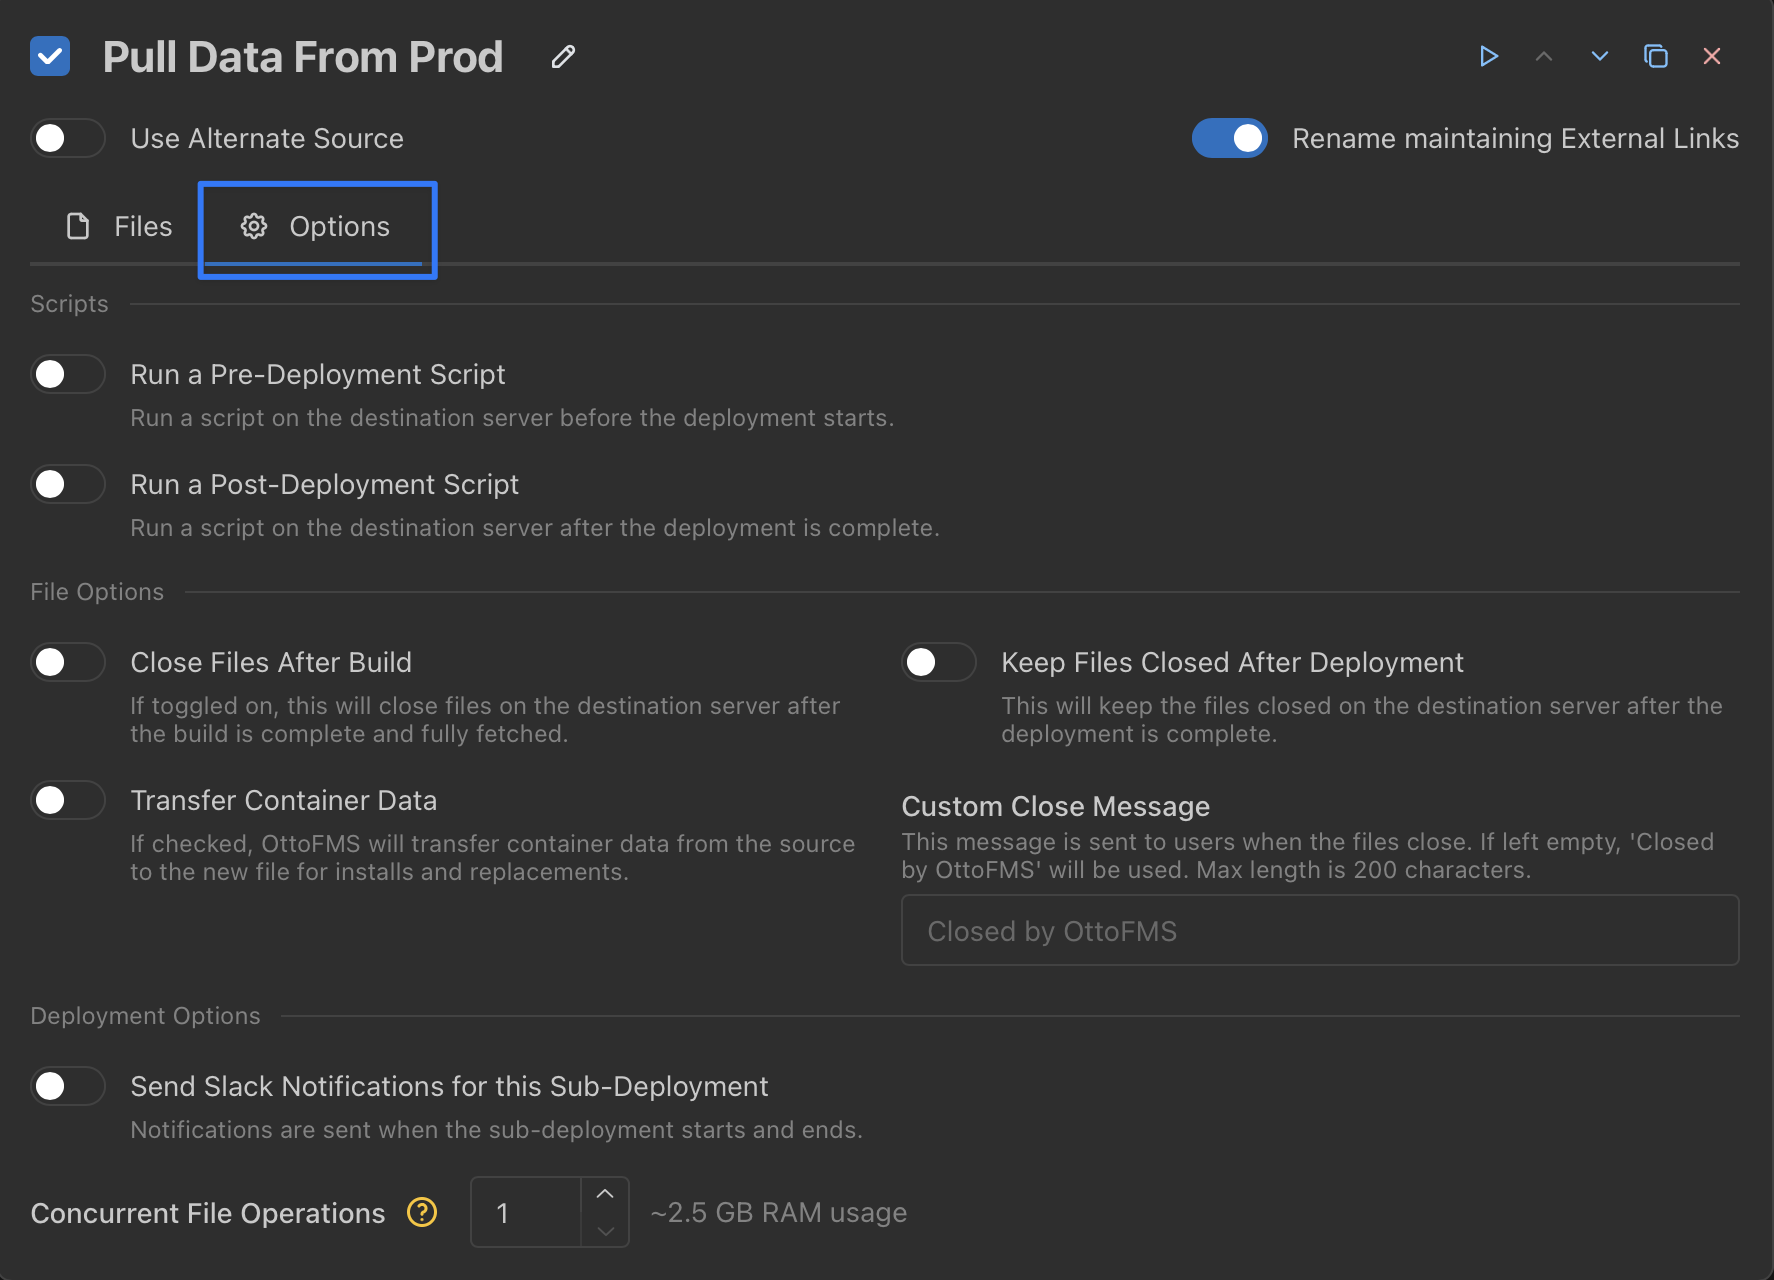 Pull Data From Prod
Use Alternate Source
Rename maintaining External Links
Files
Options
Scripts
Run a Pre-Deployment Script
Run a script on the destination server before the deployment starts.
Run a Post-Deployment Script
Run a script on the destination server after the deployment is complete.
File Options
Close Files After Build
If toggled on, this will close files on the destination server after
the build is complete and fully fetched.
Keep Files Closed After Deployment
This will keep the files closed on the destination server after the
deployment is complete.
Transfer Container Data
If checked, OttoFMS will transfer container data from the source
to the new file for installs and replacements.
Custom Close Message
This message is sent to users when the files close. If left empty, 'Closed
by OttoFMS' will be used. Max length is 200 characters.
Closed by OttoFMS
Deployment Options
Send Slack Notifications for this Sub-Deployment
Notifications are sent when the sub-deployment starts and ends.
Concurrent File Operations ? 1 ~2.5 GB RAM usage